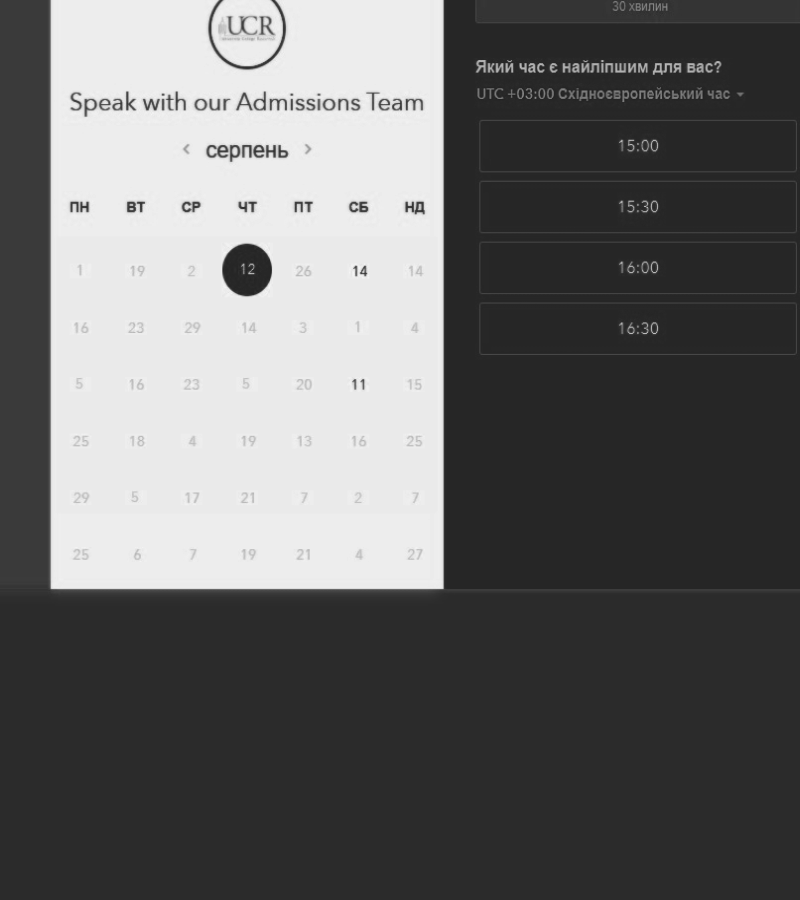 UCR
Speak with our Admissions Team
серпень
ПН ВТ СР ЧТ ПТ СБ НД
1 19 2 12 26 14 14
16 23 29 14 3 1 4
5 16 23 5 20 11 15
25 18 4 19 13 16 25
29 5 17 21 7 2 7
25 6 7 19 21 4 27
30 хвилин
Який час є найліпшим для вас?
UTC +03:00 Східноєвропейський час
15:00
15:30
16:00
16:30